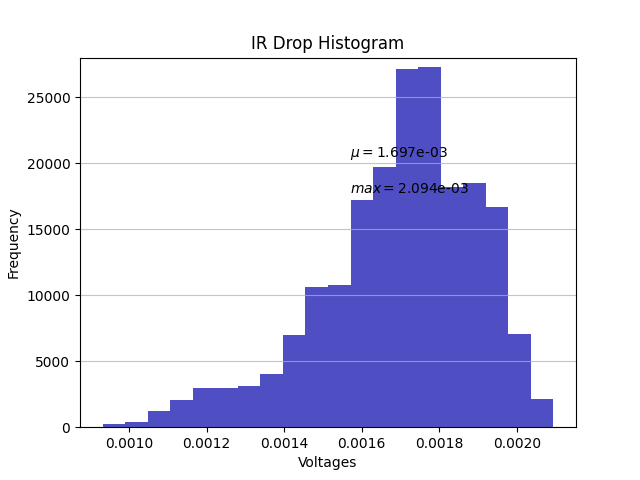 IR Drop Histogram
25000
20000
15000
10000
5000
0
Frequency
μ = 1.697e-03
max = 2.094e-03
0.0010 0.0012 0.0014 0.0016 0.0018 0.0020
Voltages